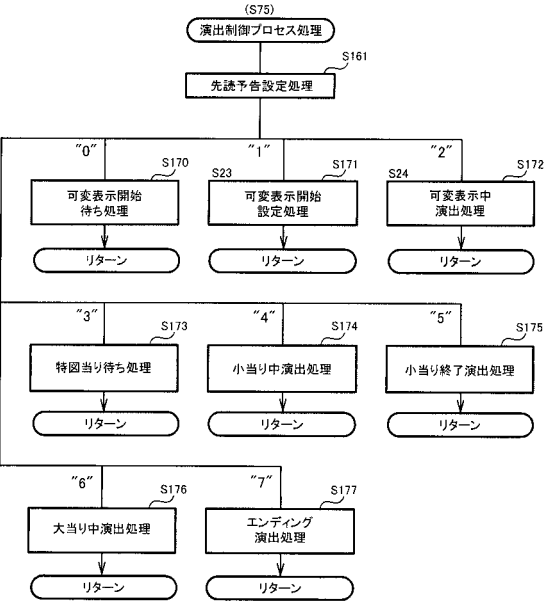 (S75)
演出制御プロセス処理
S161
先読予告設定処理
"0"
S170
可変表示開始
待ち処理
リターン
"1"
S23
S171
可変表示開始
設定処理
リターン
"2"
S24
S172
可変表示中
演出処理
リターン
"3"
S173
特図当り待ち処理
リターン
"4"
S174
小当り中演出処理
リターン
"5"
S175
小当り終了演出処理
リターン
"6"
S176
大当り中演出処理
リターン
"7"
S177
エンディング
演出処理
リターン